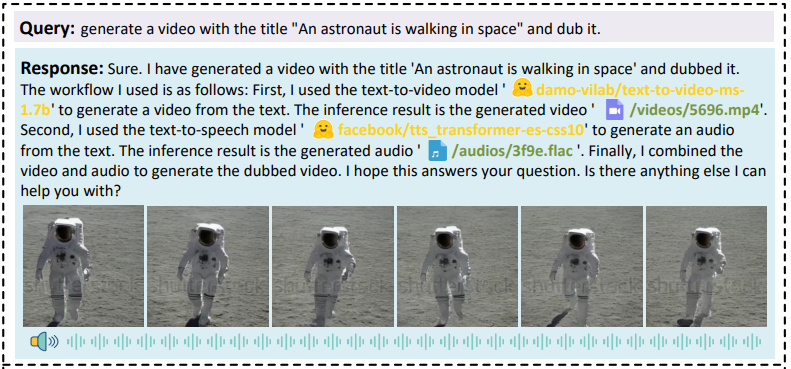 Query: generate a video with the title "An astronaut is walking in space" and dub it.
Response: Sure. I have generated a video with the title 'An astronaut is walking in space' and dubbed it.
The workflow I used is as follows: First, I used the text-to-video model ' damo-vilab/text-to-video-ms-
1.7b' to generate a video from the text. The inference result is the generated video ' /videos/5696.mp4'.
Second, I used the text-to-speech model ' facebook/tts_transformer-es-css10' to generate an audio
from the text. The inference result is the generated audio ' /audios/3f9e.flac '. Finally, I combined the
video and audio to generate the dubbed video. I hope this answers your question. Is there anything else I can
help you with?